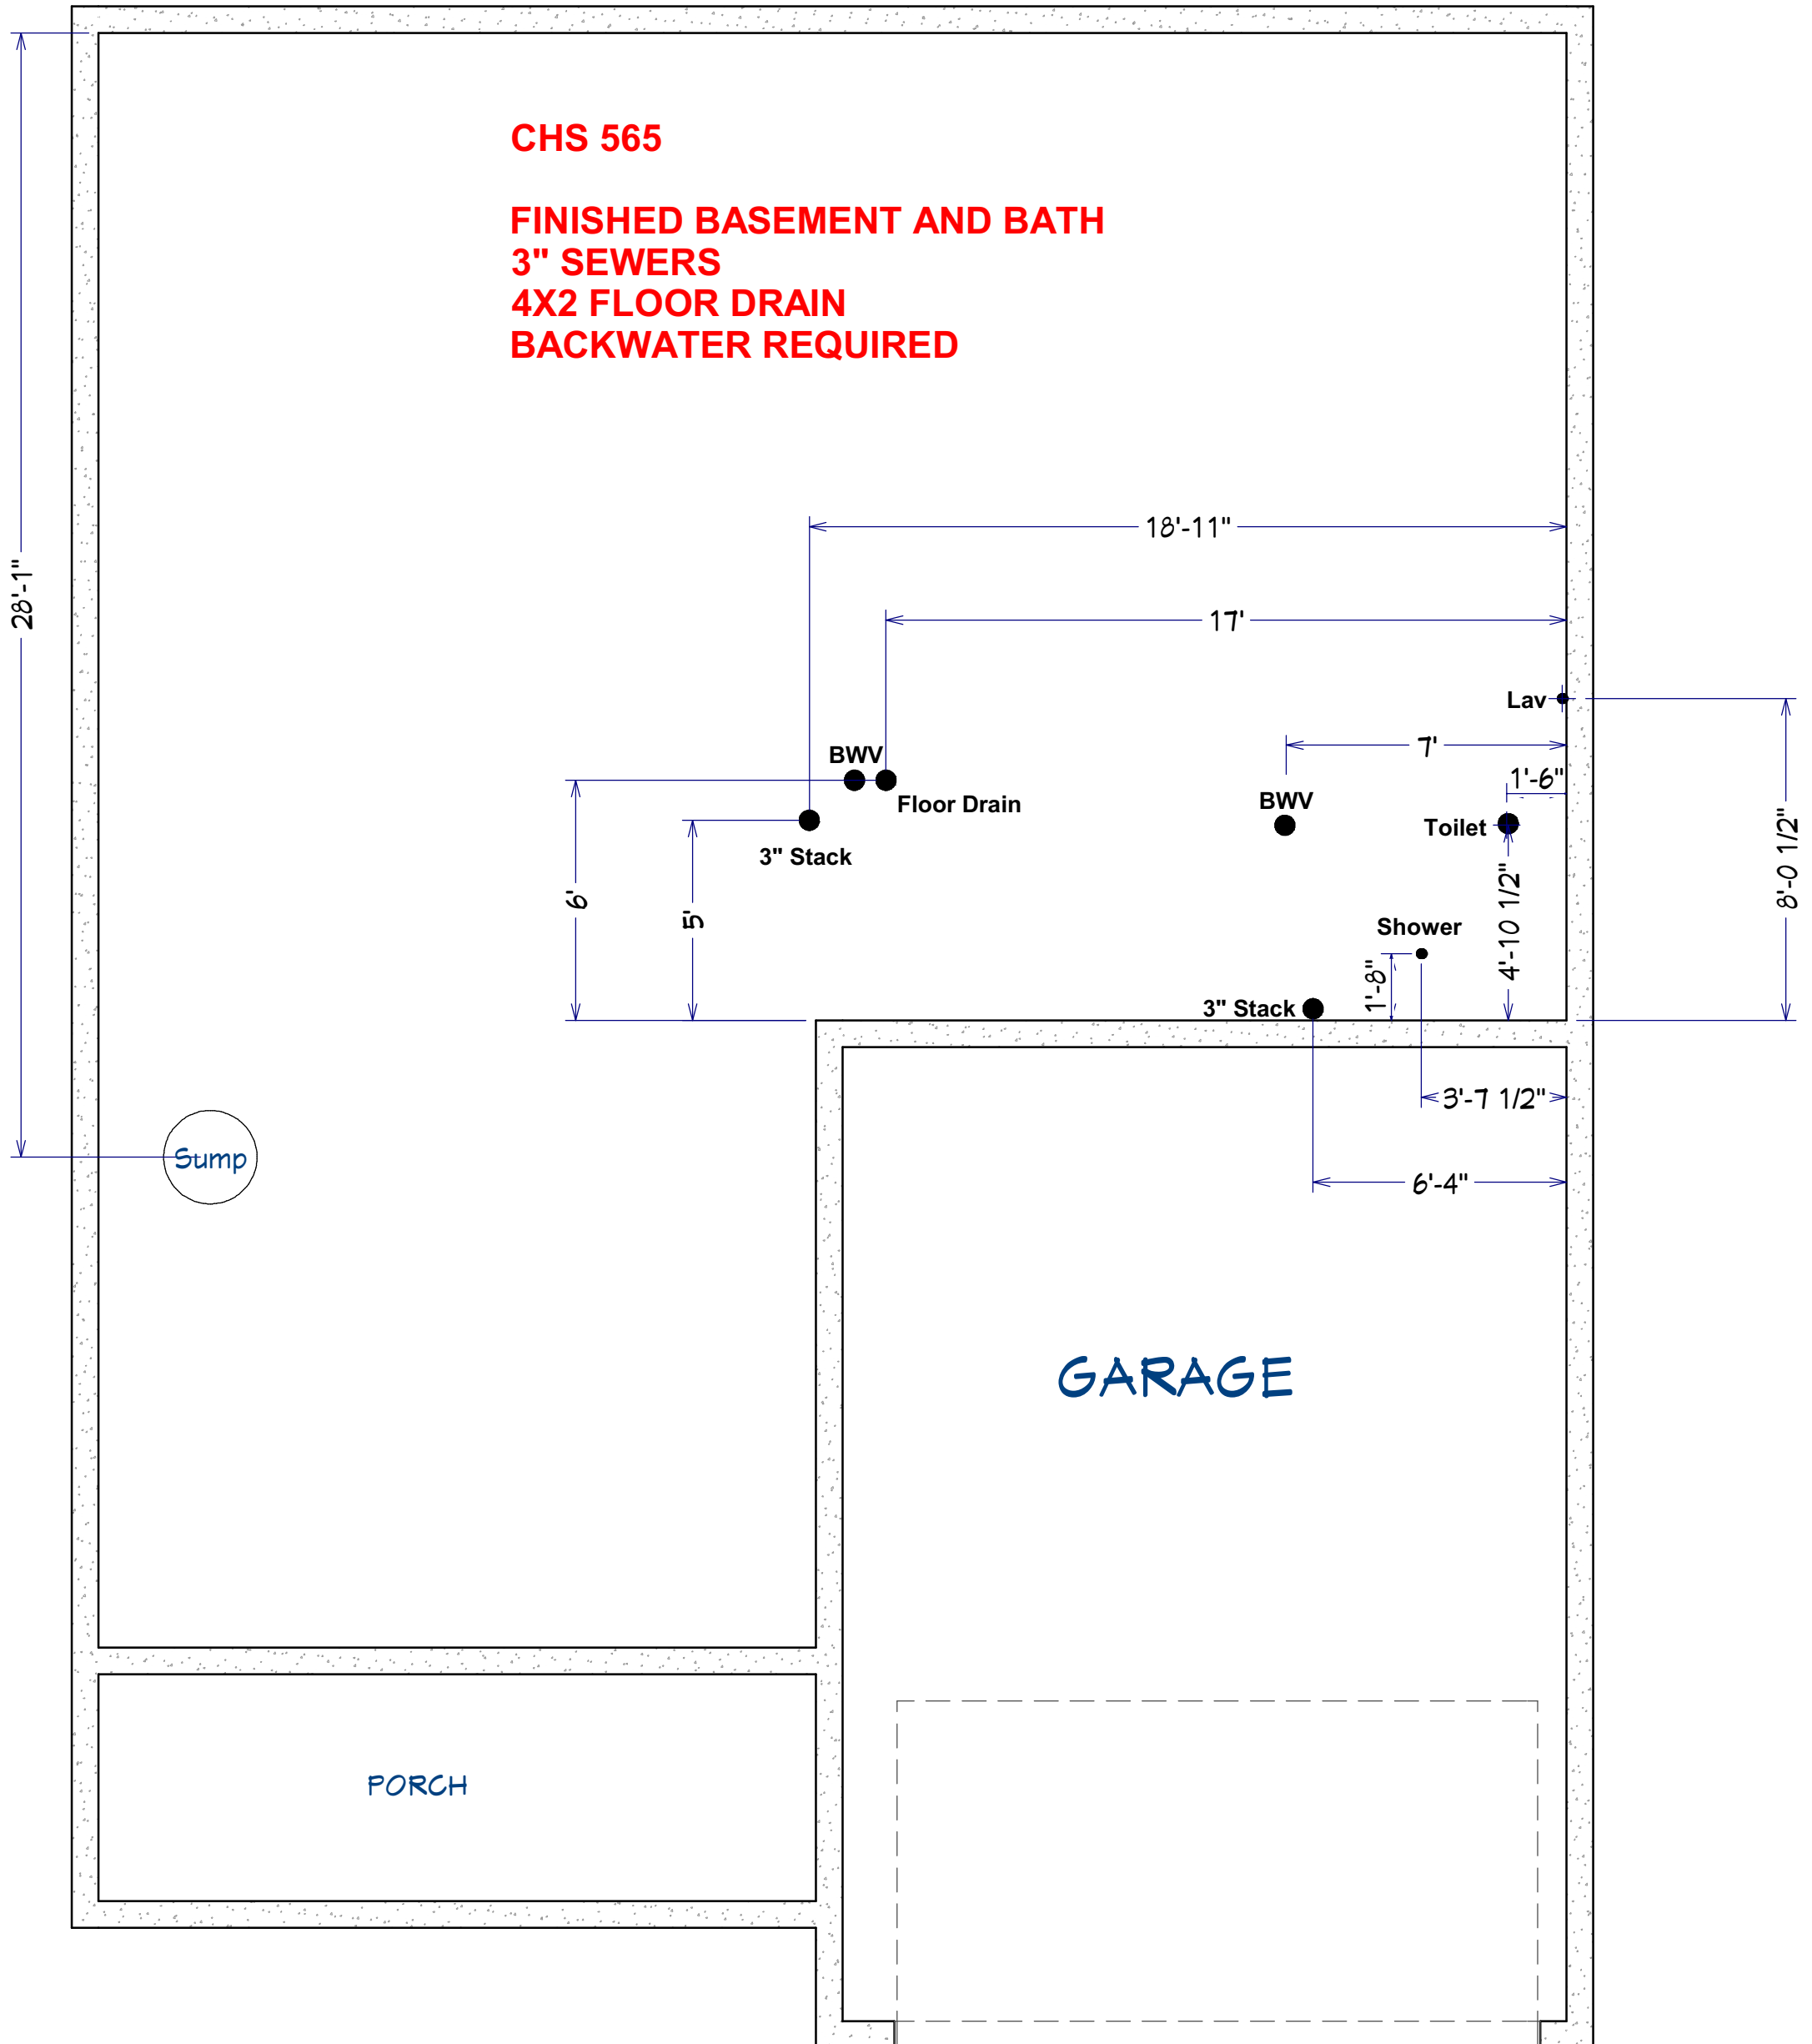 CHS 565
FINISHED BASEMENT AND BATH
3" SEWERS
4X2 FLOOR DRAIN
BACKWATER REQUIRED
18'-11"
28'-1"
17'
Lav
7'
BWV
1'-6"
Floor Drain
BWV
Toilet
3" Stack
8'-0 1/2"
6'
5'
4'-10 1/2"
Shower
1'-8"
3" Stack
3'-7 1/2"
Sump
6'-4"
GARAGE
PORCH